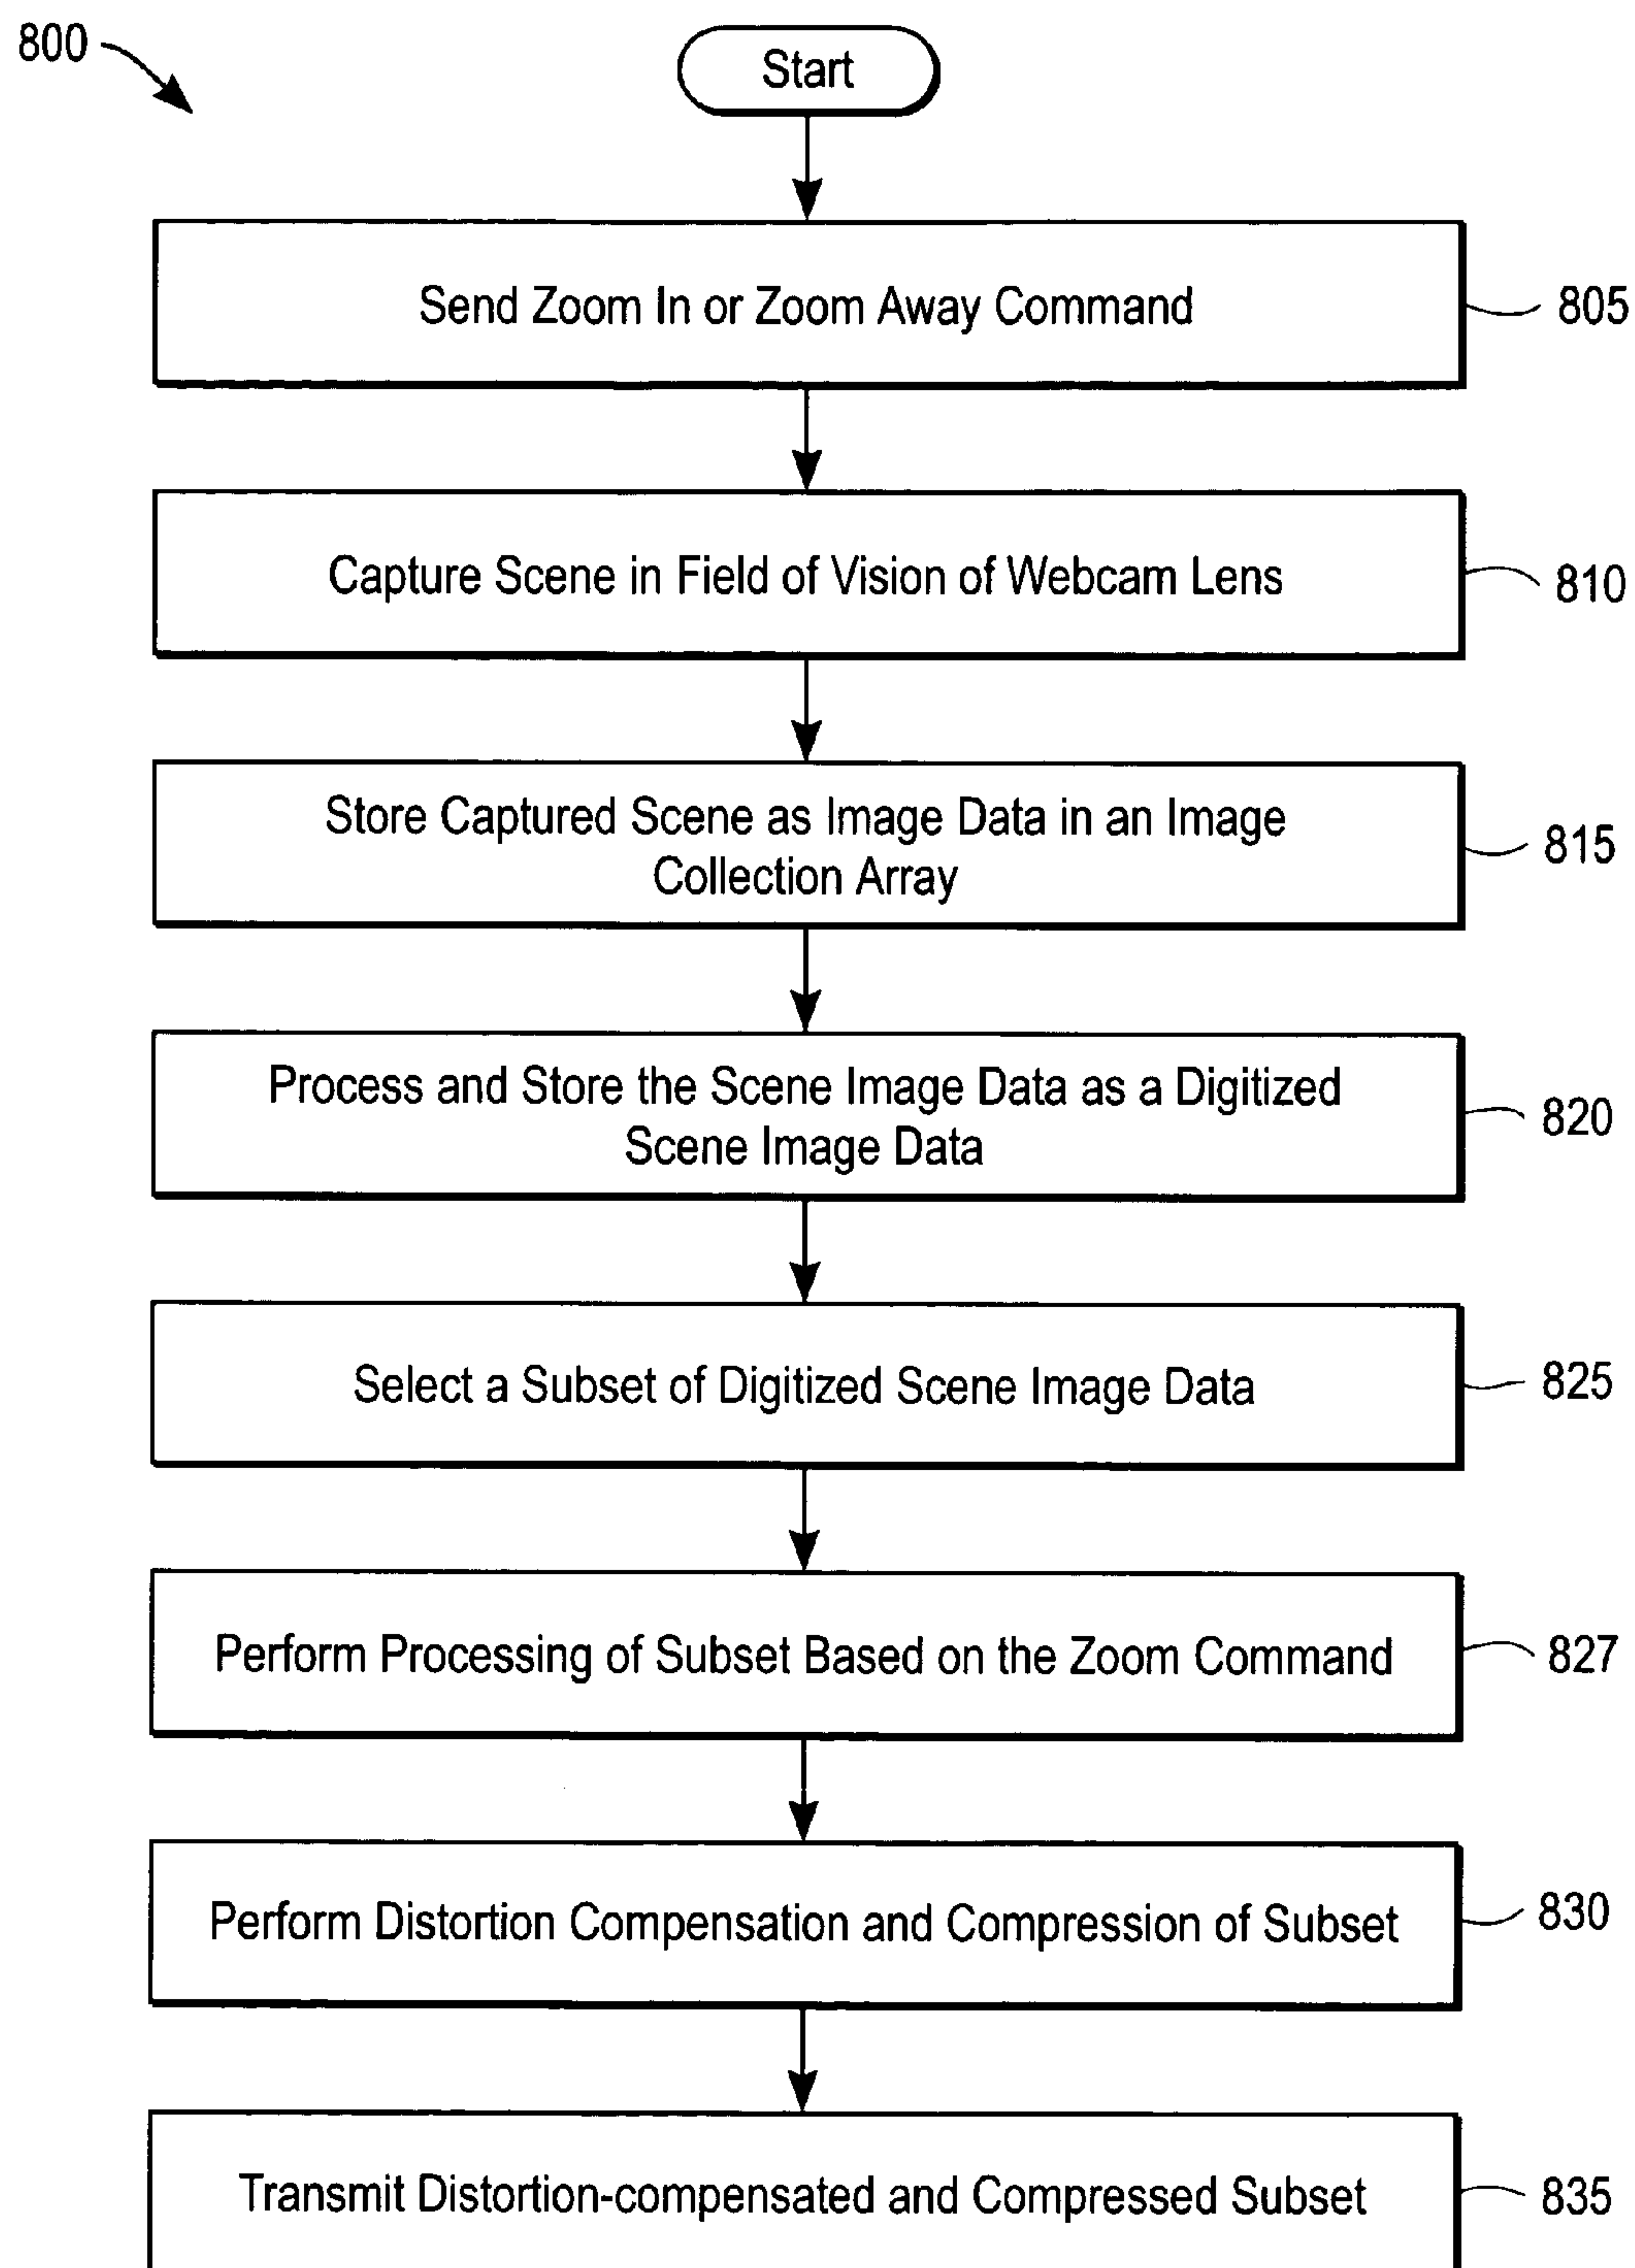 800
Start
Send Zoom In or Zoom Away Command
805
Capture Scene in Field of Vision of Webcam Lens
810
Store Captured Scene as Image Data in an Image
Collection Array
815
Process and Store the Scene Image Data as a Digitized
Scene Image Data
820
Select a Subset of Digitized Scene Image Data
825
Perform Processing of Subset Based on the Zoom Command
827
Perform Distortion Compensation and Compression of Subset
830
Transmit Distortion-compensated and Compressed Subset
835